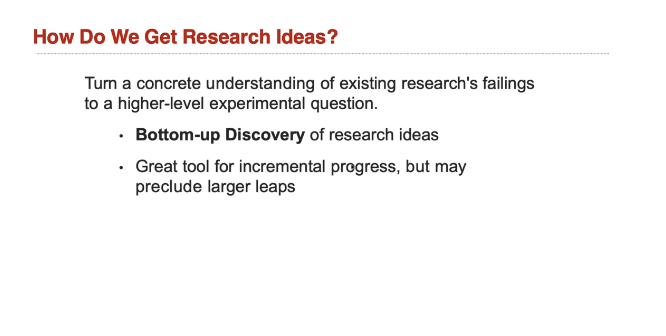 How Do We Get Research Ideas?
Turn a concrete understanding of existing research's failings
to a higher-level experimental question.
• Bottom-up Discovery of research ideas
• Great tool for incremental progress, but may
preclude larger leaps